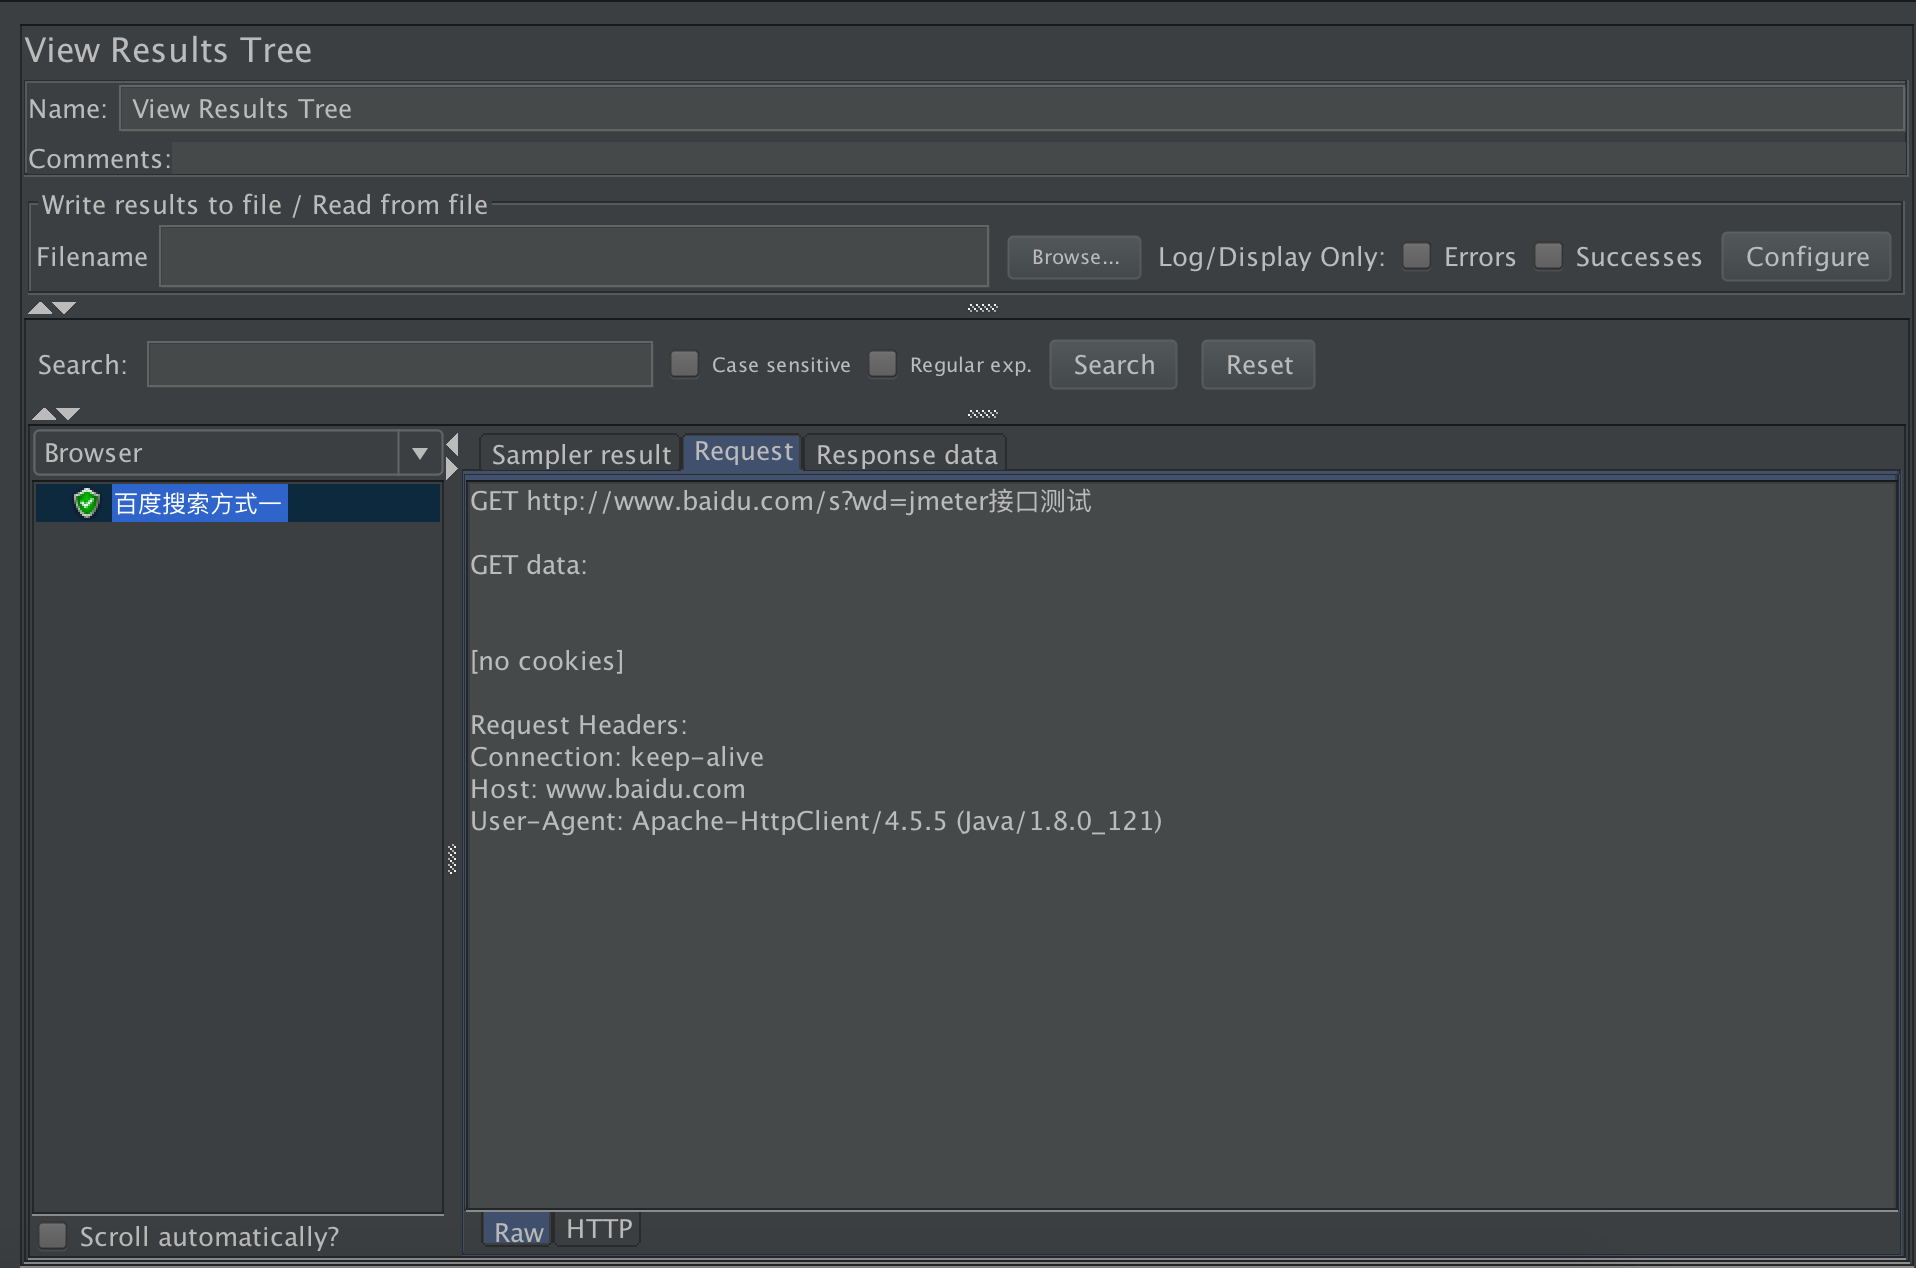 View Results Tree
Name: View Results Tree
Comments:
Write results to file / Read from file
Filename Browse... Log/Display Only: Errors Successes Configure
Search: Case sensitive Regular exp. Search Reset
Browser Sampler result Request Response data
百度搜索方式一
GET http://www.baidu.com/s?wd=jmeter接口测试
GET data:
[no cookies]
Request Headers:
Connection: keep-alive
Host: www.baidu.com
User-Agent: Apache-HttpClient/4.5.5 (Java/1.8.0_121)
Scroll automatically? Raw HTTP